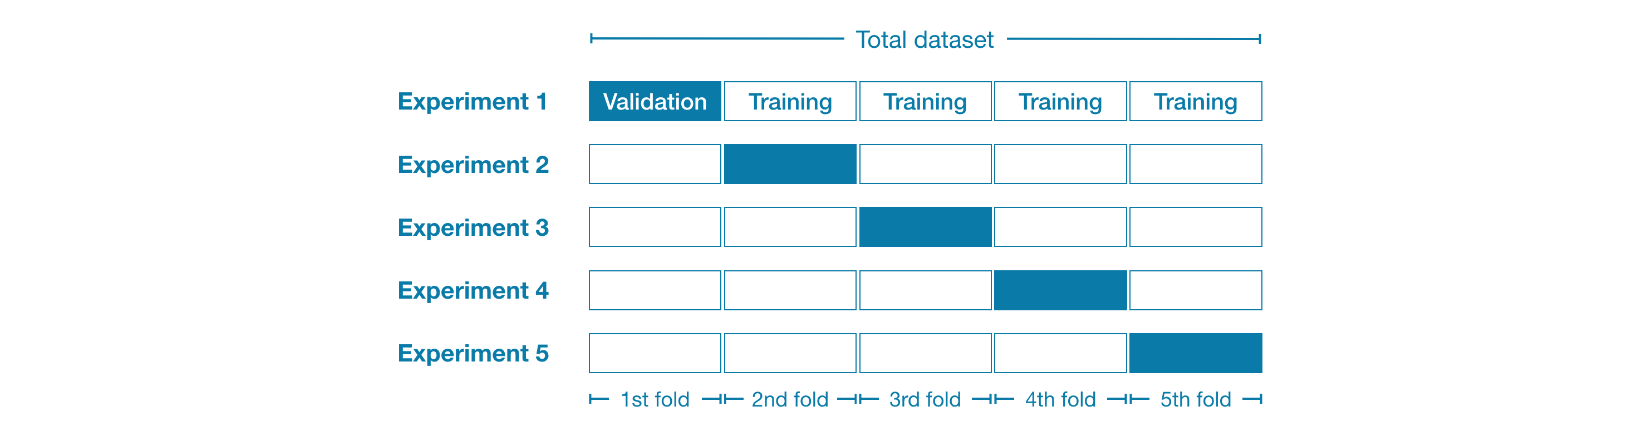 Total dataset
Experiment 1 Validation Training Training Training Training
Experiment 2
Experiment 3
Experiment 4
Experiment 5
1st fold 2nd fold 3rd fold 4th fold 5th fold